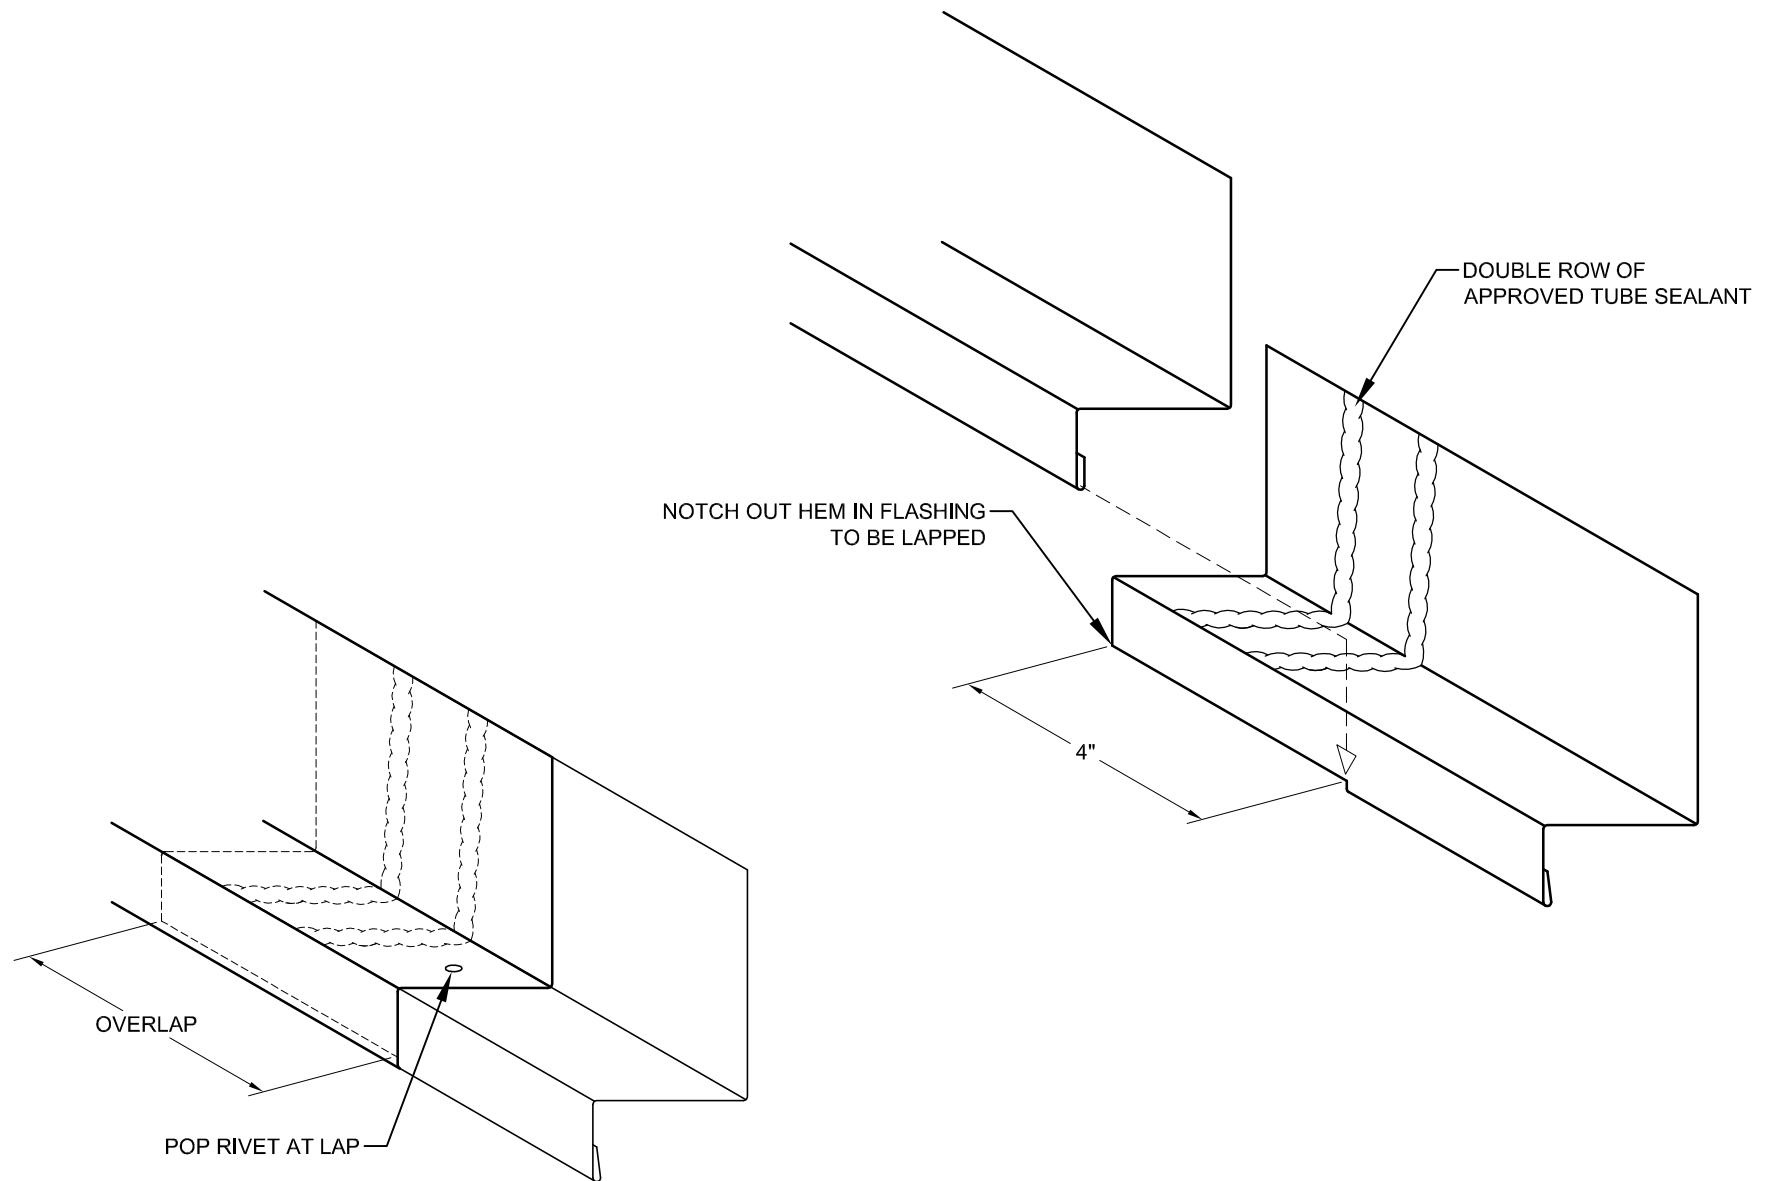 DOUBLE ROW OF
APPROVED TUBE SEALANT
NOTCH OUT HEM IN FLASHING
TO BE LAPPED
4"
OVERLAP
POP RIVET AT LAP